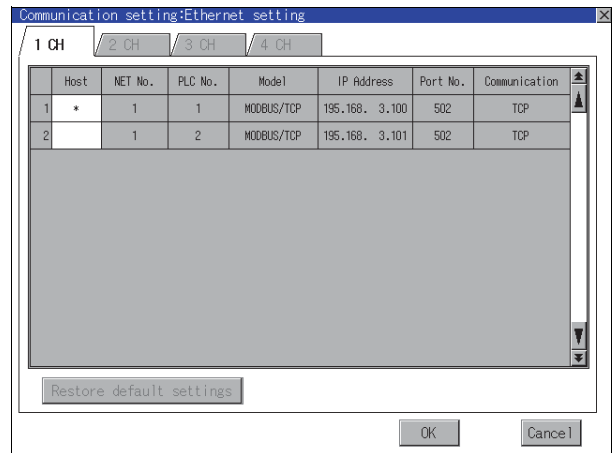 Communication setting:Ethernet setting
1 CH 2 CH 3 CH 4 CH
Host NET No. PLC No. Model IP Address Port No. Communication
1 * 1 1 MODBUS/TCP 195.168. 3.100 502 TCP
2 1 2 MODBUS/TCP 195.168. 3.101 502 TCP
Restore default settings
OK Cancel